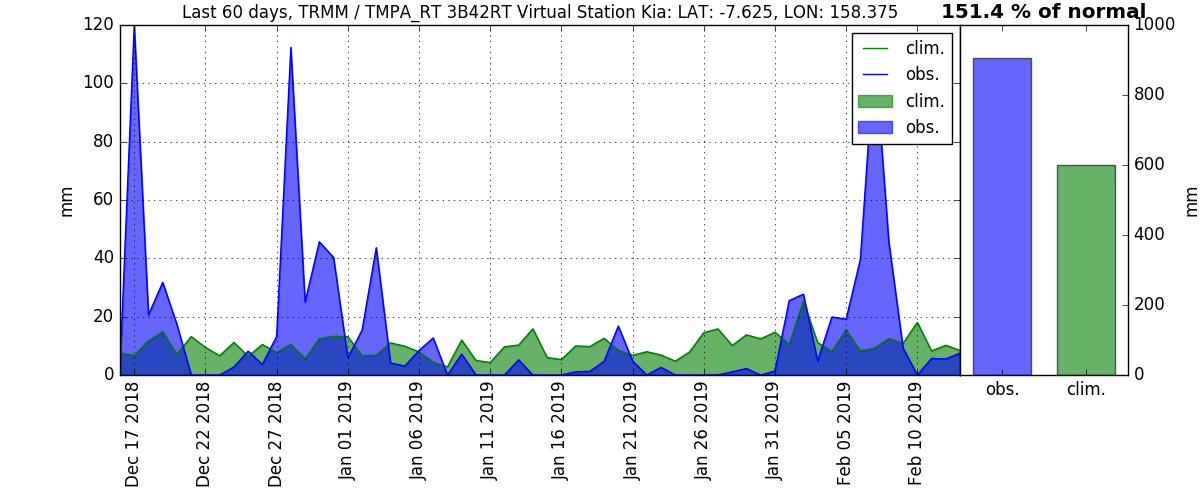 Last 60 days, TRMM / TMPA_RT 3B42RT Virtual Station Kia: LAT: -7.625, LON: 158.375
151.4 % of normal
120
100
80
60
40
20
0
mm
clim.
obs.
clim.
obs.
1000
800
600
400
200
0
mm
Dec 17 2018
Dec 22 2018
Dec 27 2018
Jan 01 2019
Jan 06 2019
Jan 11 2019
Jan 16 2019
Jan 21 2019
Jan 26 2019
Jan 31 2019
Feb 05 2019
Feb 10 2019
obs.
clim.